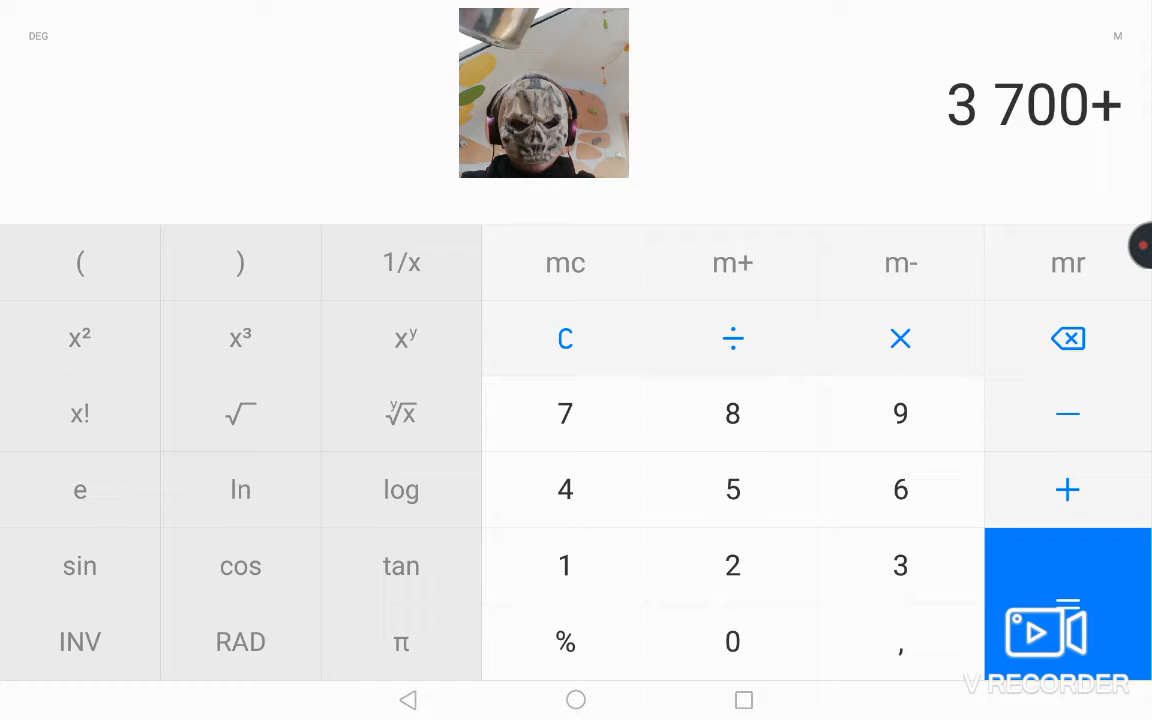 DEG
M
3 700+
( ) 1/x mc m+ m- mr
x² x³ xʸ C ÷ ×
x! √ ʸ√x 7 8 9 −
e ln log 4 5 6 +
sin cos tan 1 2 3 =
INV RAD π % 0 ,
V RECORDER